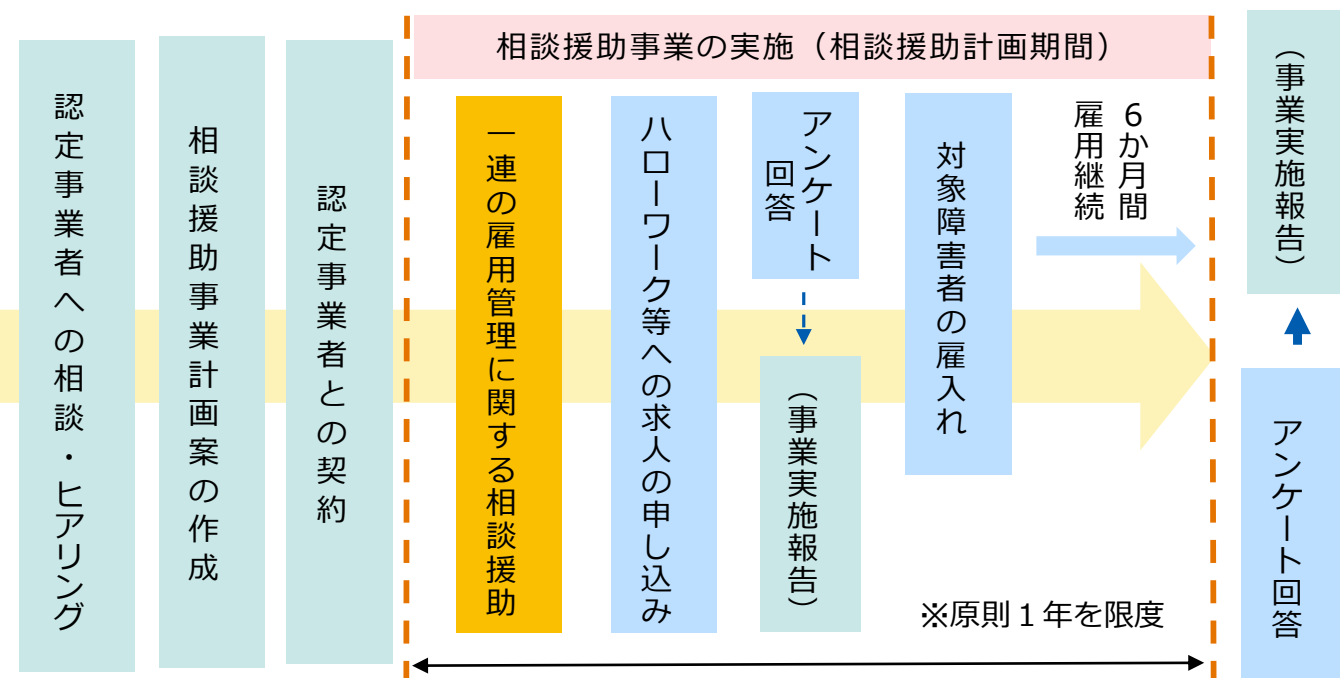 認定事業者への相談・ヒアリング
相談援助事業計画案の作成
認定事業者との契約
相談援助事業の実施（相談援助計画期間）
一連の雇用管理に関する相談援助
ハローワーク等への求人の申し込み
アンケート
回答
（事業実施報告）
対象障害者の雇入れ
６か月間
雇用継続
※原則１年を限度
（事業実施報告）
アンケート回答